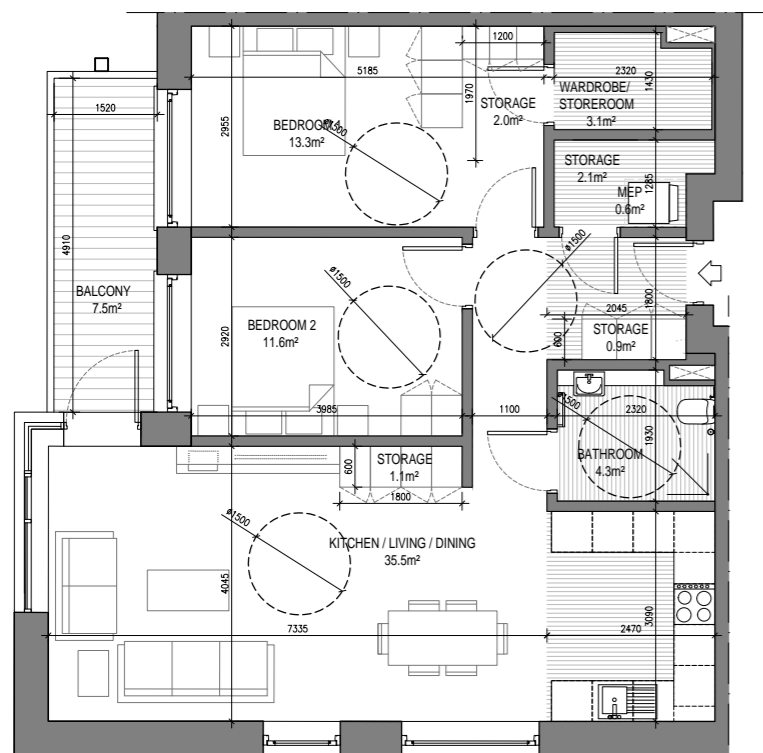 1200
5185
2320
1430
WARDROBE/
STOREROOM
3.1m²
1970
STORAGE
2.0m²
1520
2955
BEDROOM
13.3m²
ø1500
STORAGE
2.1m²
1285
MEP
0.6m²
4910
BALCONY
7.5m²
ø1500
ø1500
1800
2045
BEDROOM 2
11.6m²
2920
STORAGE
0.9m²
600
3985
1100
2320
1500
1930
BATHROOM
4.3m²
600
STORAGE
1.1m²
1800
ø1500
KITCHEN / LIVING / DINING
35.5m²
4045
3090
7335
2470